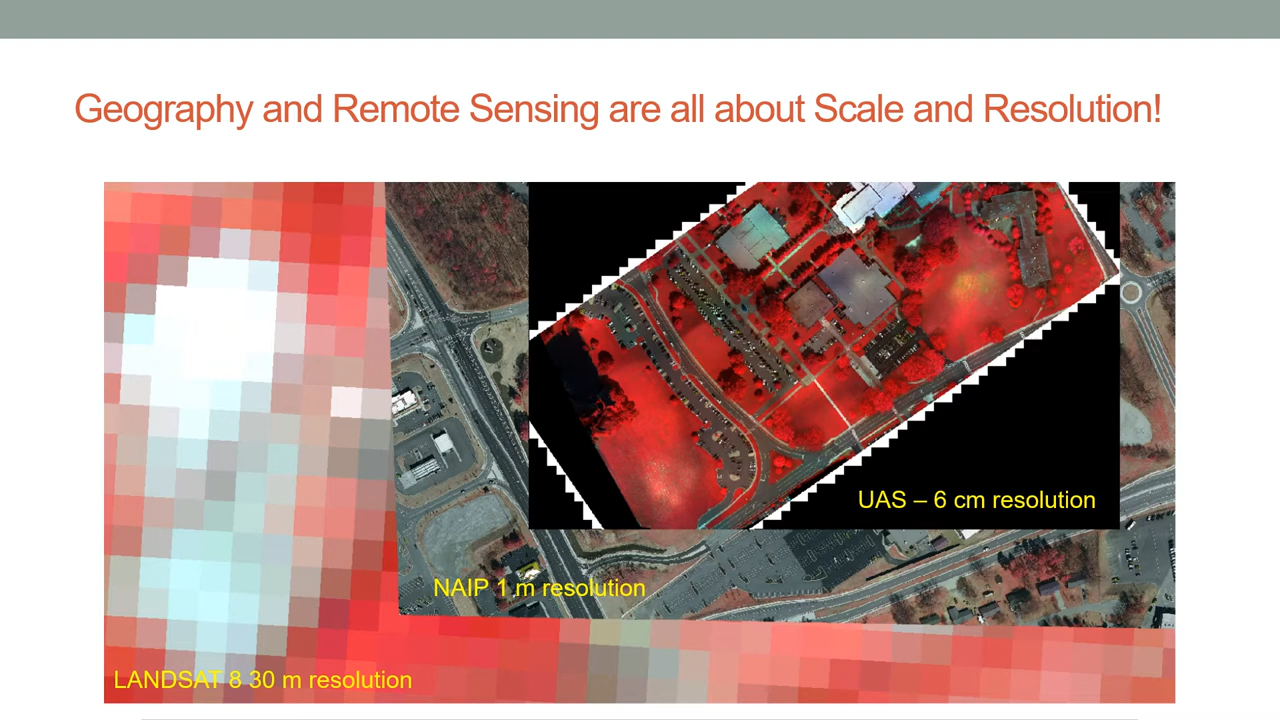 Geography and Remote Sensing are all about Scale and Resolution!
UAS – 6 cm resolution
NAIP 1 m resolution
LANDSAT 8 30 m resolution